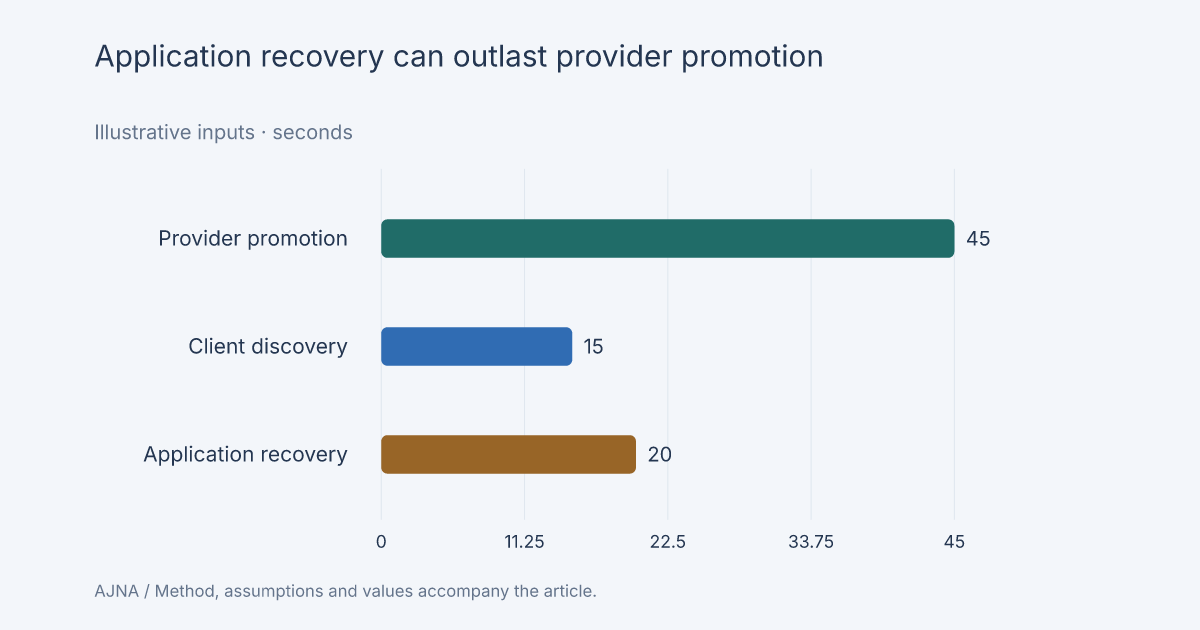 Application recovery can outlast provider promotion
Illustrative inputs · seconds
Provider promotion 45
Client discovery 15
Application recovery 20
0 11.25 22.5 33.75 45
AJNA / Method, assumptions and values accompany the article.